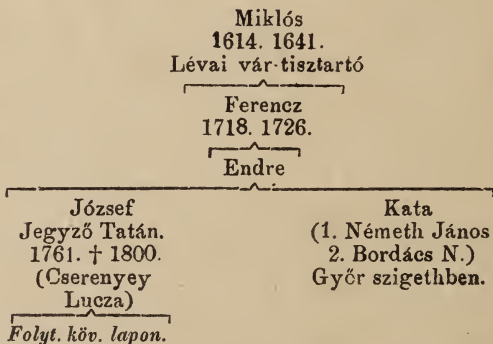 Miklós
1614. 1641.
Lévai vár-tisztartó
Ferencz
1718. 1726.
Endre
József
Jegyző Tatán.
1761. † 1800.
(Cserenyey
Lucza)
Folyt. köv. lapon.
Kata
(1. Németh János
2. Bordács N.)
Győr szigethben.